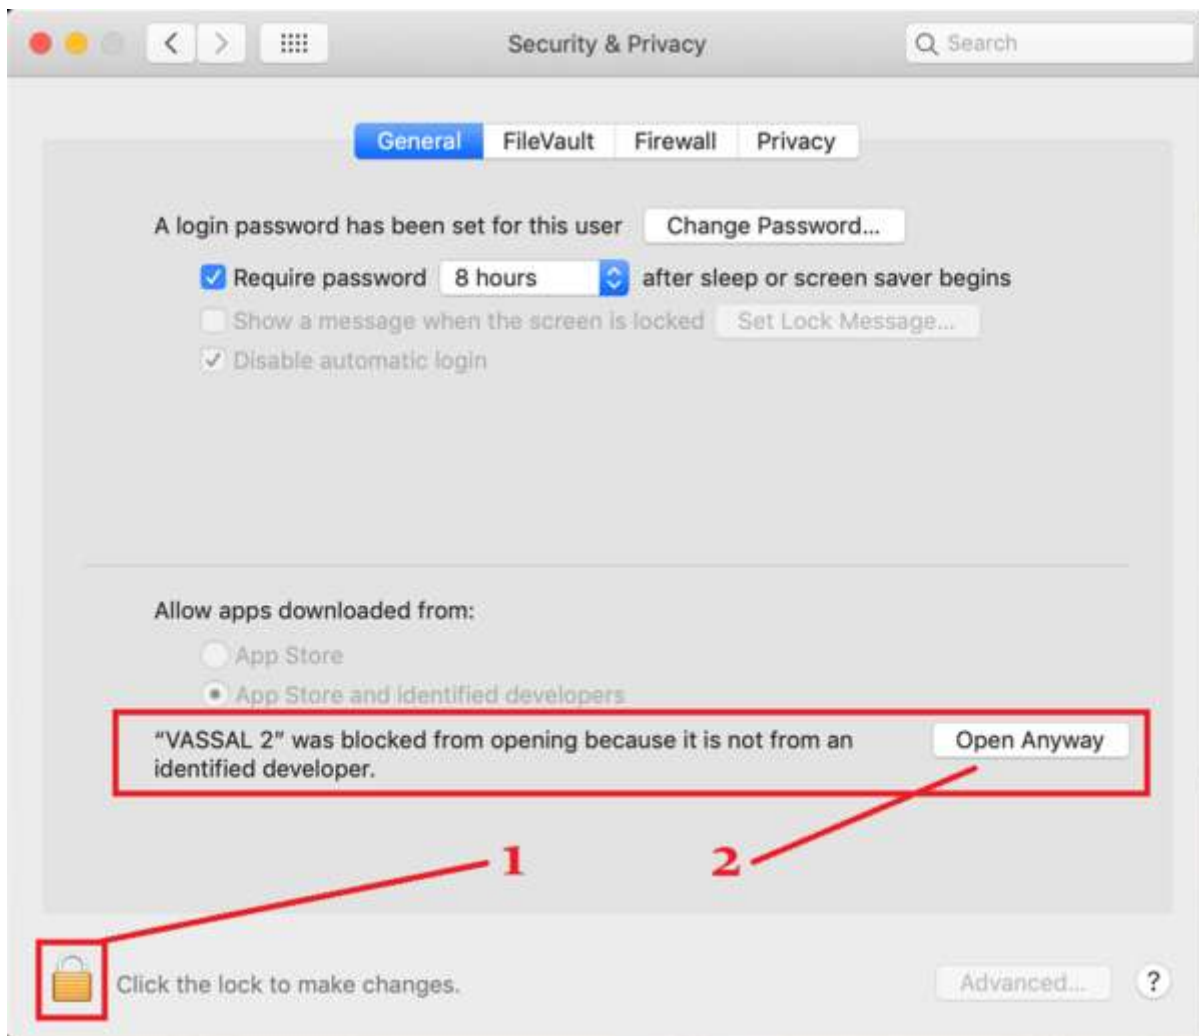 Security & Privacy
Search
General FileVault Firewall Privacy
A login password has been set for this user Change Password...
Require password 8 hours after sleep or screen saver begins
Show a message when the screen is locked Set Lock Message...
Disable automatic login
Allow apps downloaded from:
App Store
App Store and identified developers
“VASSAL 2” was blocked from opening because it is not from an Open Anyway
identified developer.
1 2
Click the lock to make changes. Advanced... ?